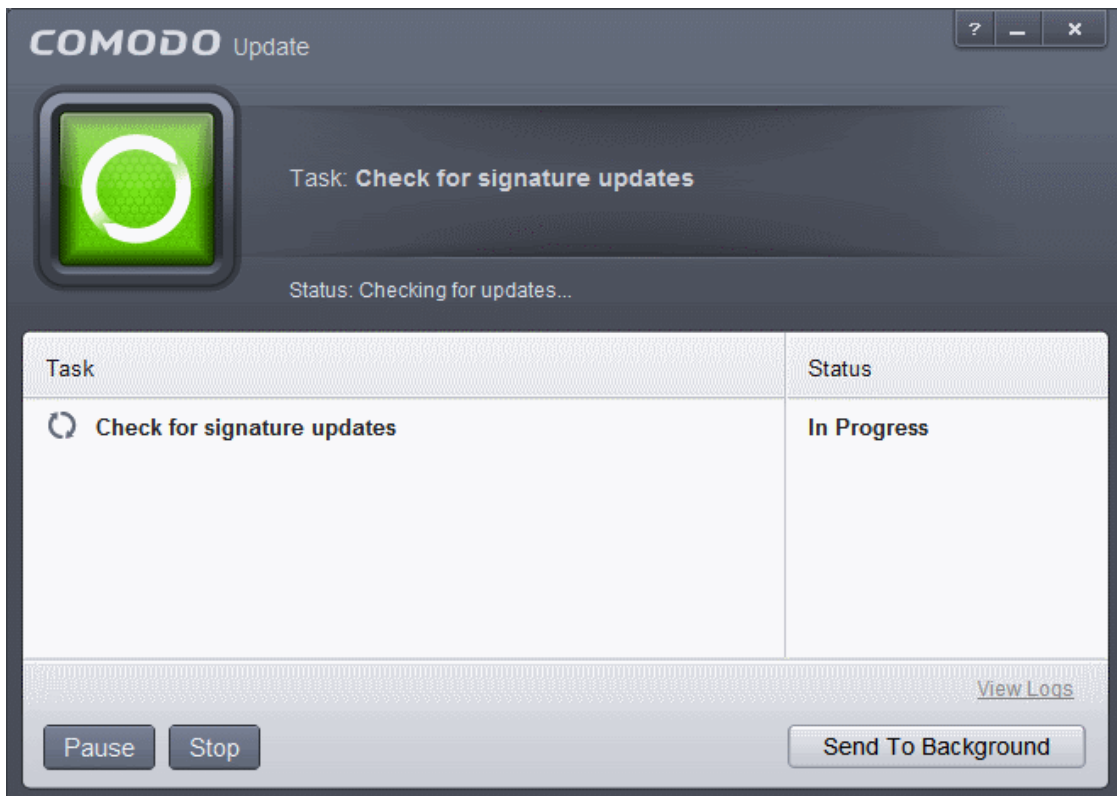 COMODO Update
? _ x
Task: Check for signature updates
Status: Checking for updates...
Task Status
Check for signature updates In Progress
View Logs
Pause Stop Send To Background